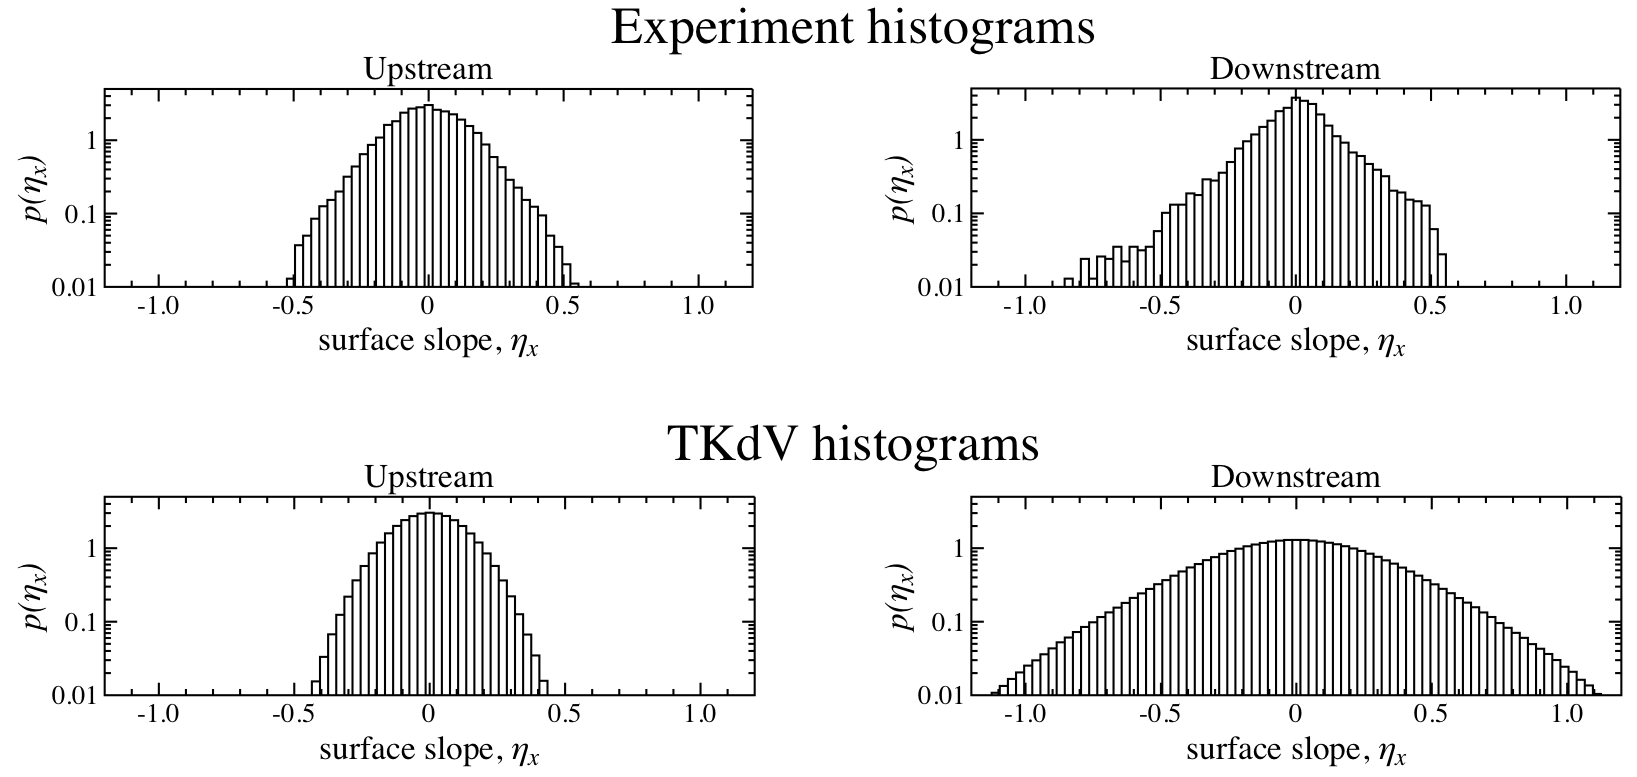 Experiment histograms
Upstream
Downstream
p(ηx)
1
0.1
0.01
-1.0 -0.5 0 0.5 1.0
surface slope, ηx
p(ηx)
1
0.1
0.01
-1.0 -0.5 0 0.5 1.0
surface slope, ηx
TKdV histograms
Upstream
Downstream
p(ηx)
1
0.1
0.01
-1.0 -0.5 0 0.5 1.0
surface slope, ηx
p(ηx)
1
0.1
0.01
-1.0 -0.5 0 0.5 1.0
surface slope, ηx